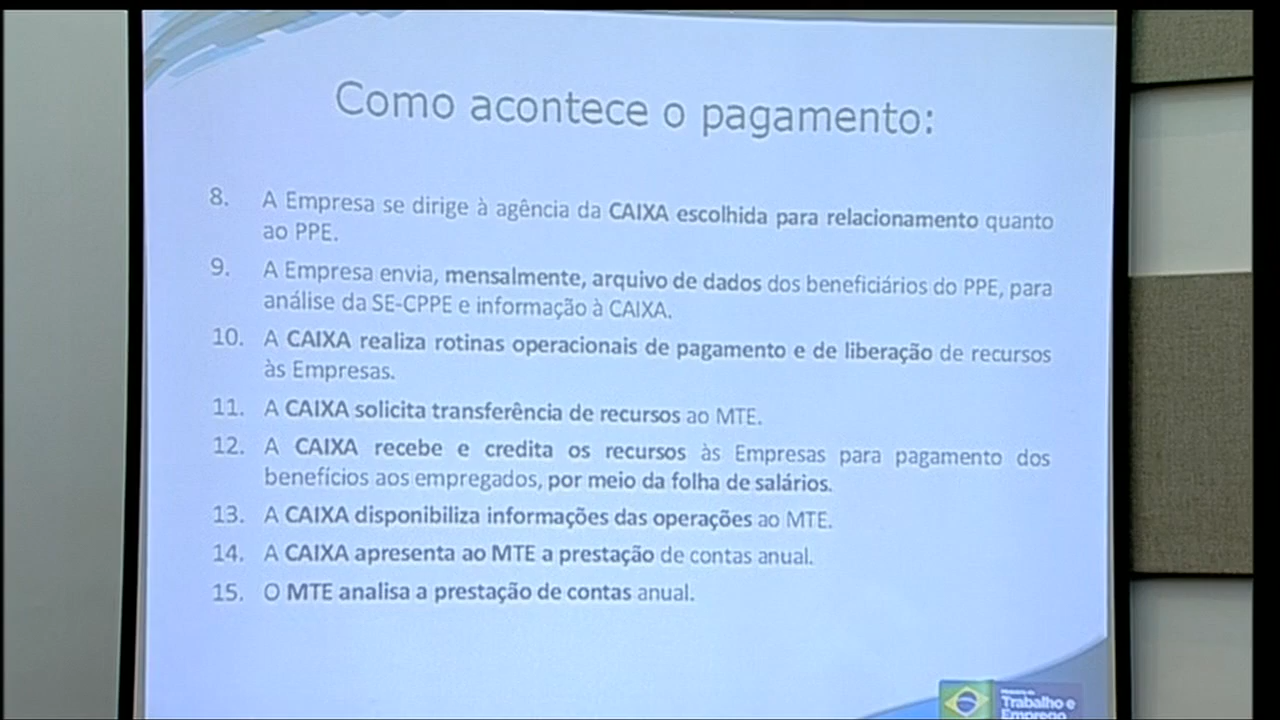 Como acontece o pagamento:
8. A Empresa se dirige à agência da CAIXA escolhida para relacionamento quanto
ao PPE.
9. A Empresa envia, mensalmente, arquivo de dados dos beneficiários do PPE, para
análise da SE-CPPE e informação à CAIXA.
10. A CAIXA realiza rotinas operacionais de pagamento e de liberação de recursos
às Empresas.
11. A CAIXA solicita transferência de recursos ao MTE.
12. A CAIXA recebe e credita os recursos às Empresas para pagamento dos
benefícios aos empregados, por meio da folha de salários.
13. A CAIXA disponibiliza informações das operações ao MTE.
14. A CAIXA apresenta ao MTE a prestação de contas anual.
15. O MTE analisa a prestação de contas anual.
Ministério do
Trabalho e
Emprego